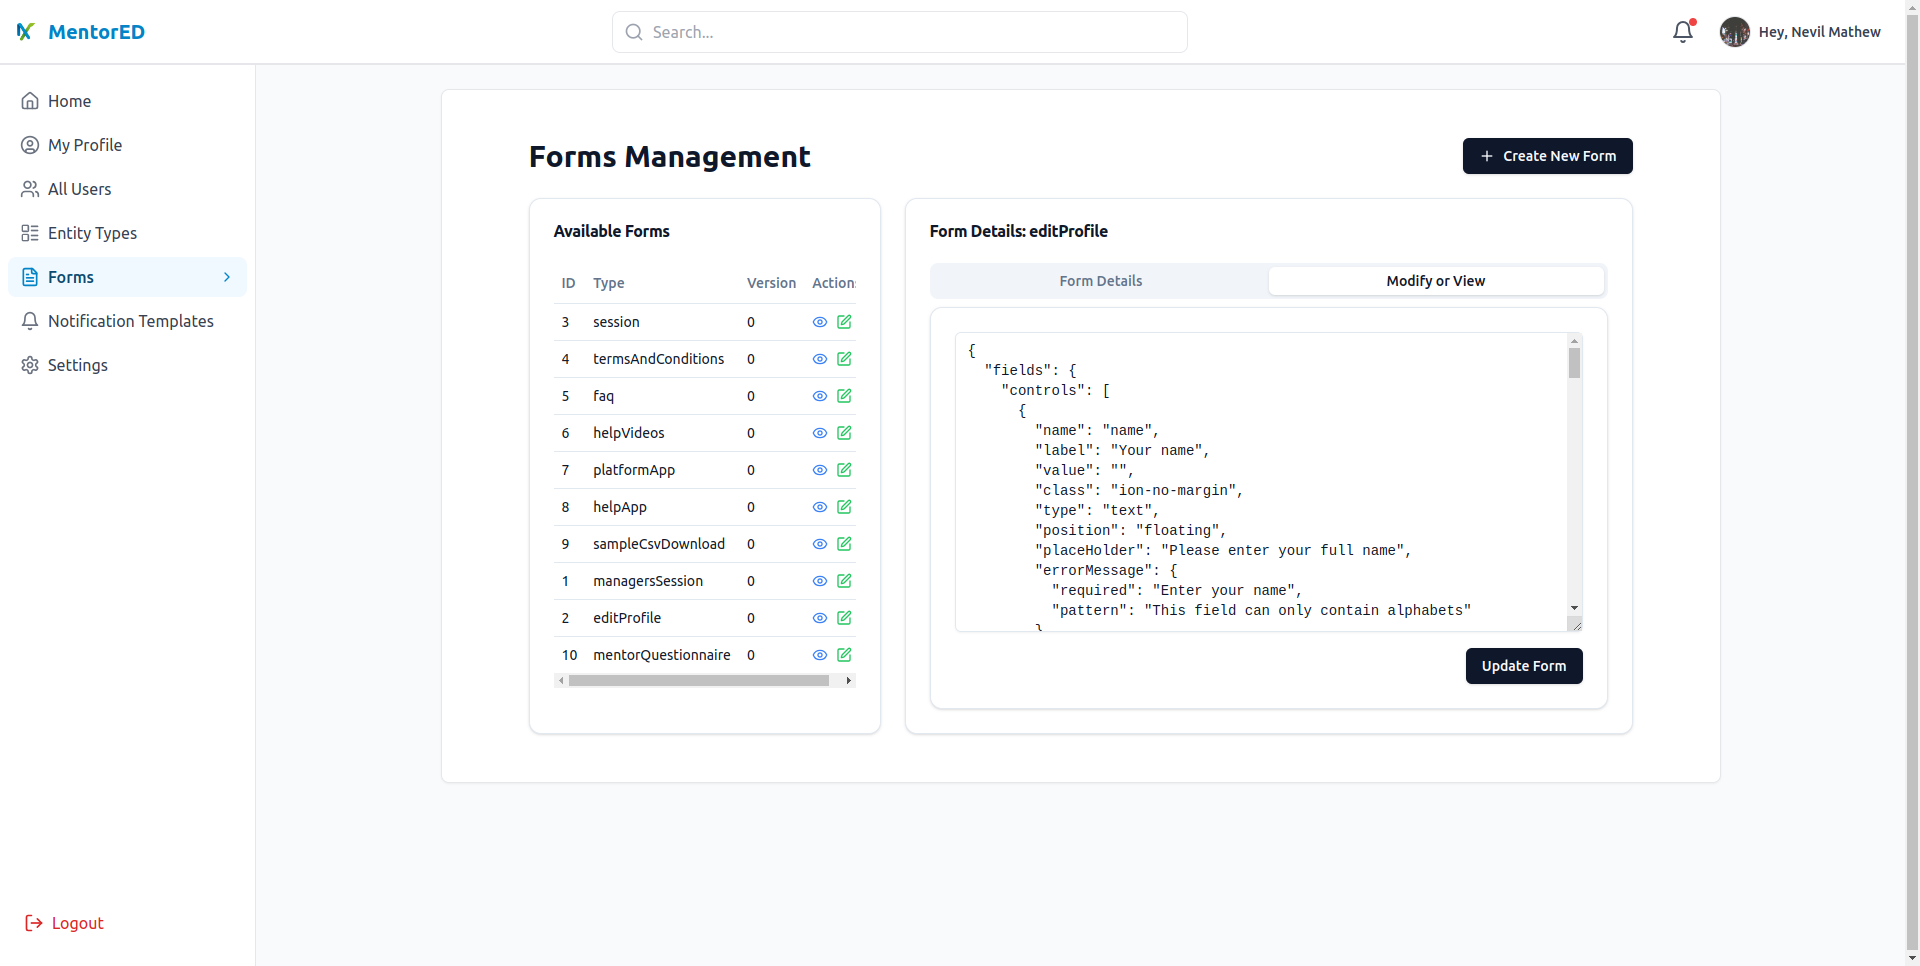 MentorED
Search...
Hey, Nevil Mathew
Home
My Profile
All Users
Entity Types
Forms
Notification Templates
Settings
Logout
Forms Management
Create New Form
Available Forms
ID Type Version Actions
3 session 0
4 termsAndConditions 0
5 faq 0
6 helpVideos 0
7 platformApp 0
8 helpApp 0
9 sampleCsvDownload 0
1 managersSession 0
2 editProfile 0
10 mentorQuestionnaire 0
Form Details: editProfile
Form Details Modify or View
{
"fields": {
"controls": [
{
"name": "name",
"label": "Your name",
"value": "",
"class": "ion-no-margin",
"type": "text",
"position": "floating",
"placeHolder": "Please enter your full name",
"errorMessage": {
"required": "Enter your name",
"pattern": "This field can only contain alphabets"
}
Update Form